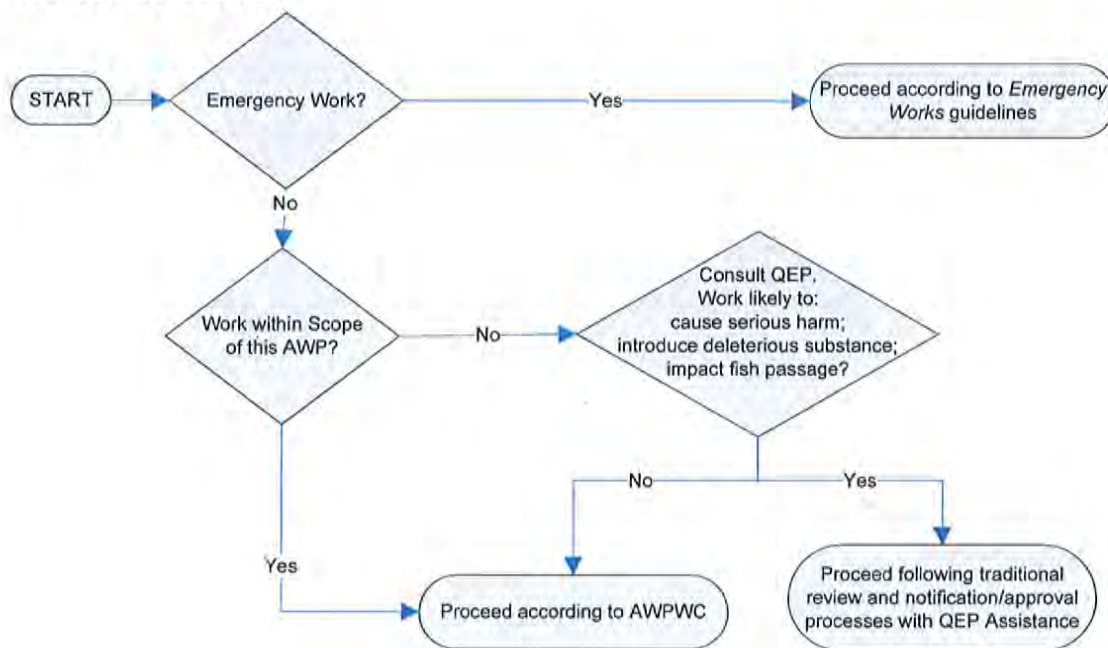 START
Emergency Work?
Yes
Proceed according to Emergency
Works guidelines
No
Work within Scope
of this AWP?
No
Consult QEP.
Work likely to:
cause serious harm;
introduce deleterious substance;
impact fish passage?
No
Yes
Yes
Proceed according to AWPWC
Proceed following traditional
review and notification/approval
processes with QEP Assistance